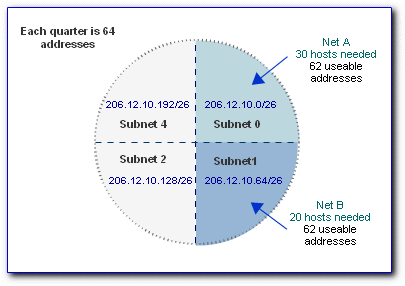 Each quarter is 64
addresses
Net A
30 hosts needed
62 useable
addresses
206.12.10.192/26
206.12.10.0/26
Subnet 4
Subnet 0
Subnet 2
Subnet1
206.12.10.128/26
206.12.10.64/26
Net B
20 hosts needed
62 useable
addresses